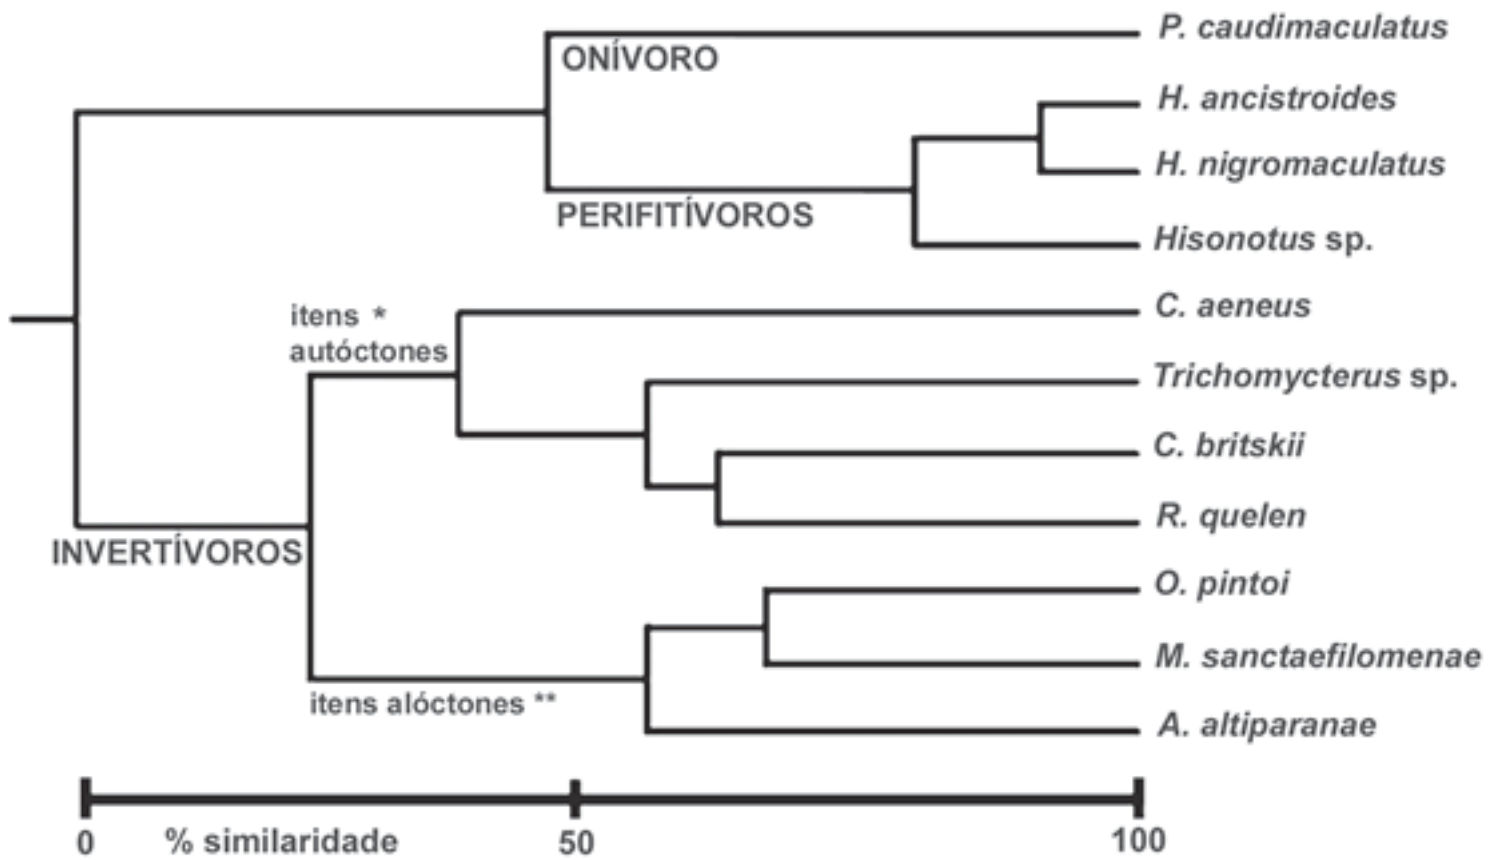 P. caudimaculatus
ONÍVORO
H. ancistroides
H. nigromaculatus
PERIFITÍVOROS
Hisonotus sp.
itens *
autóctones
C. aeneus
Trichomycterus sp.
C. britskii
R. quelen
INVERTÍVOROS
O. pintoi
M. sanctaefilomenae
itens alóctones **
A. altiparanae
0
% similaridade
50
100